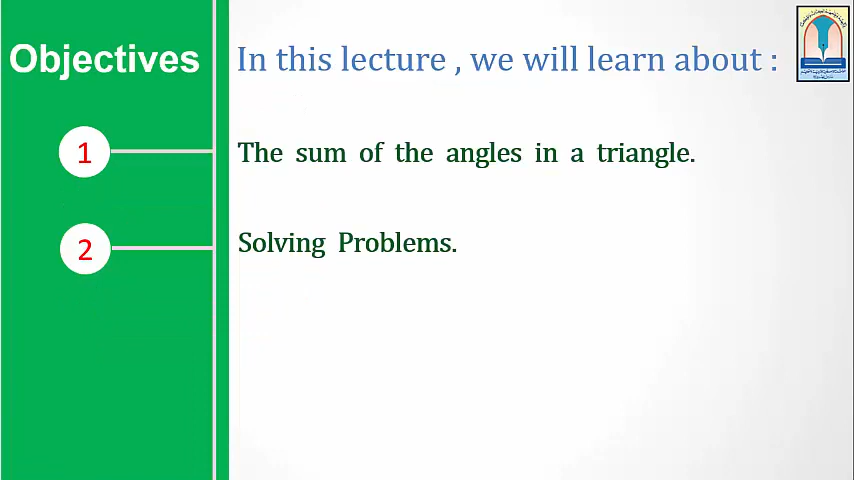 Objectives
In this lecture , we will learn about :
1
The sum of the angles in a triangle.
2
Solving Problems.